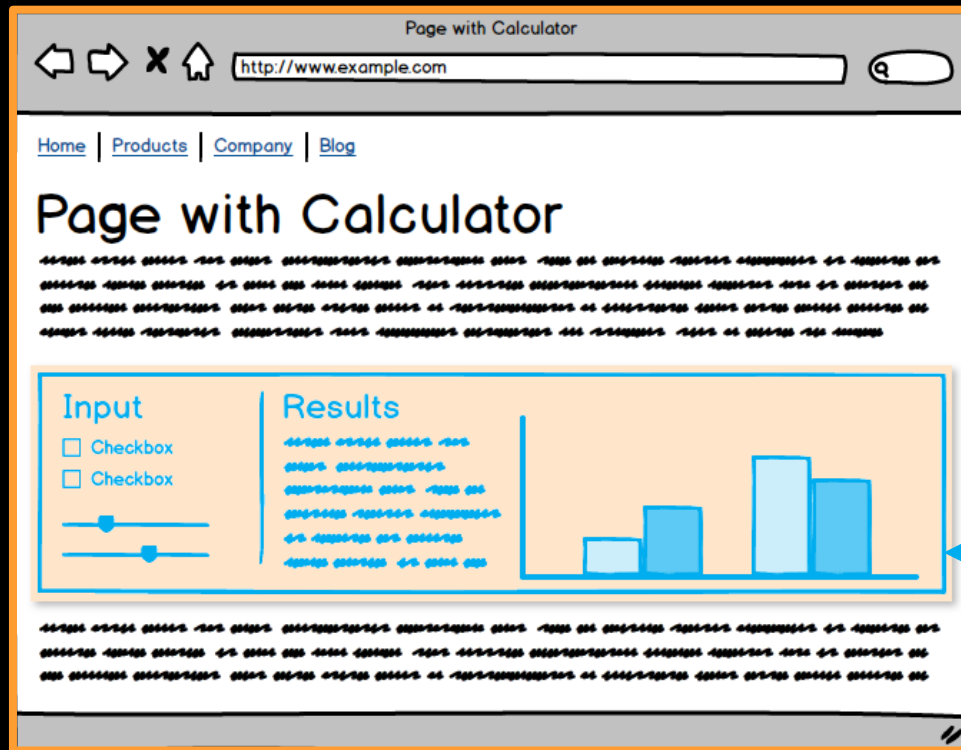 Page with Calculator
http://www.example.com
Home Products Company Blog
Page with Calculator
Input
Checkbox
Checkbox
Results